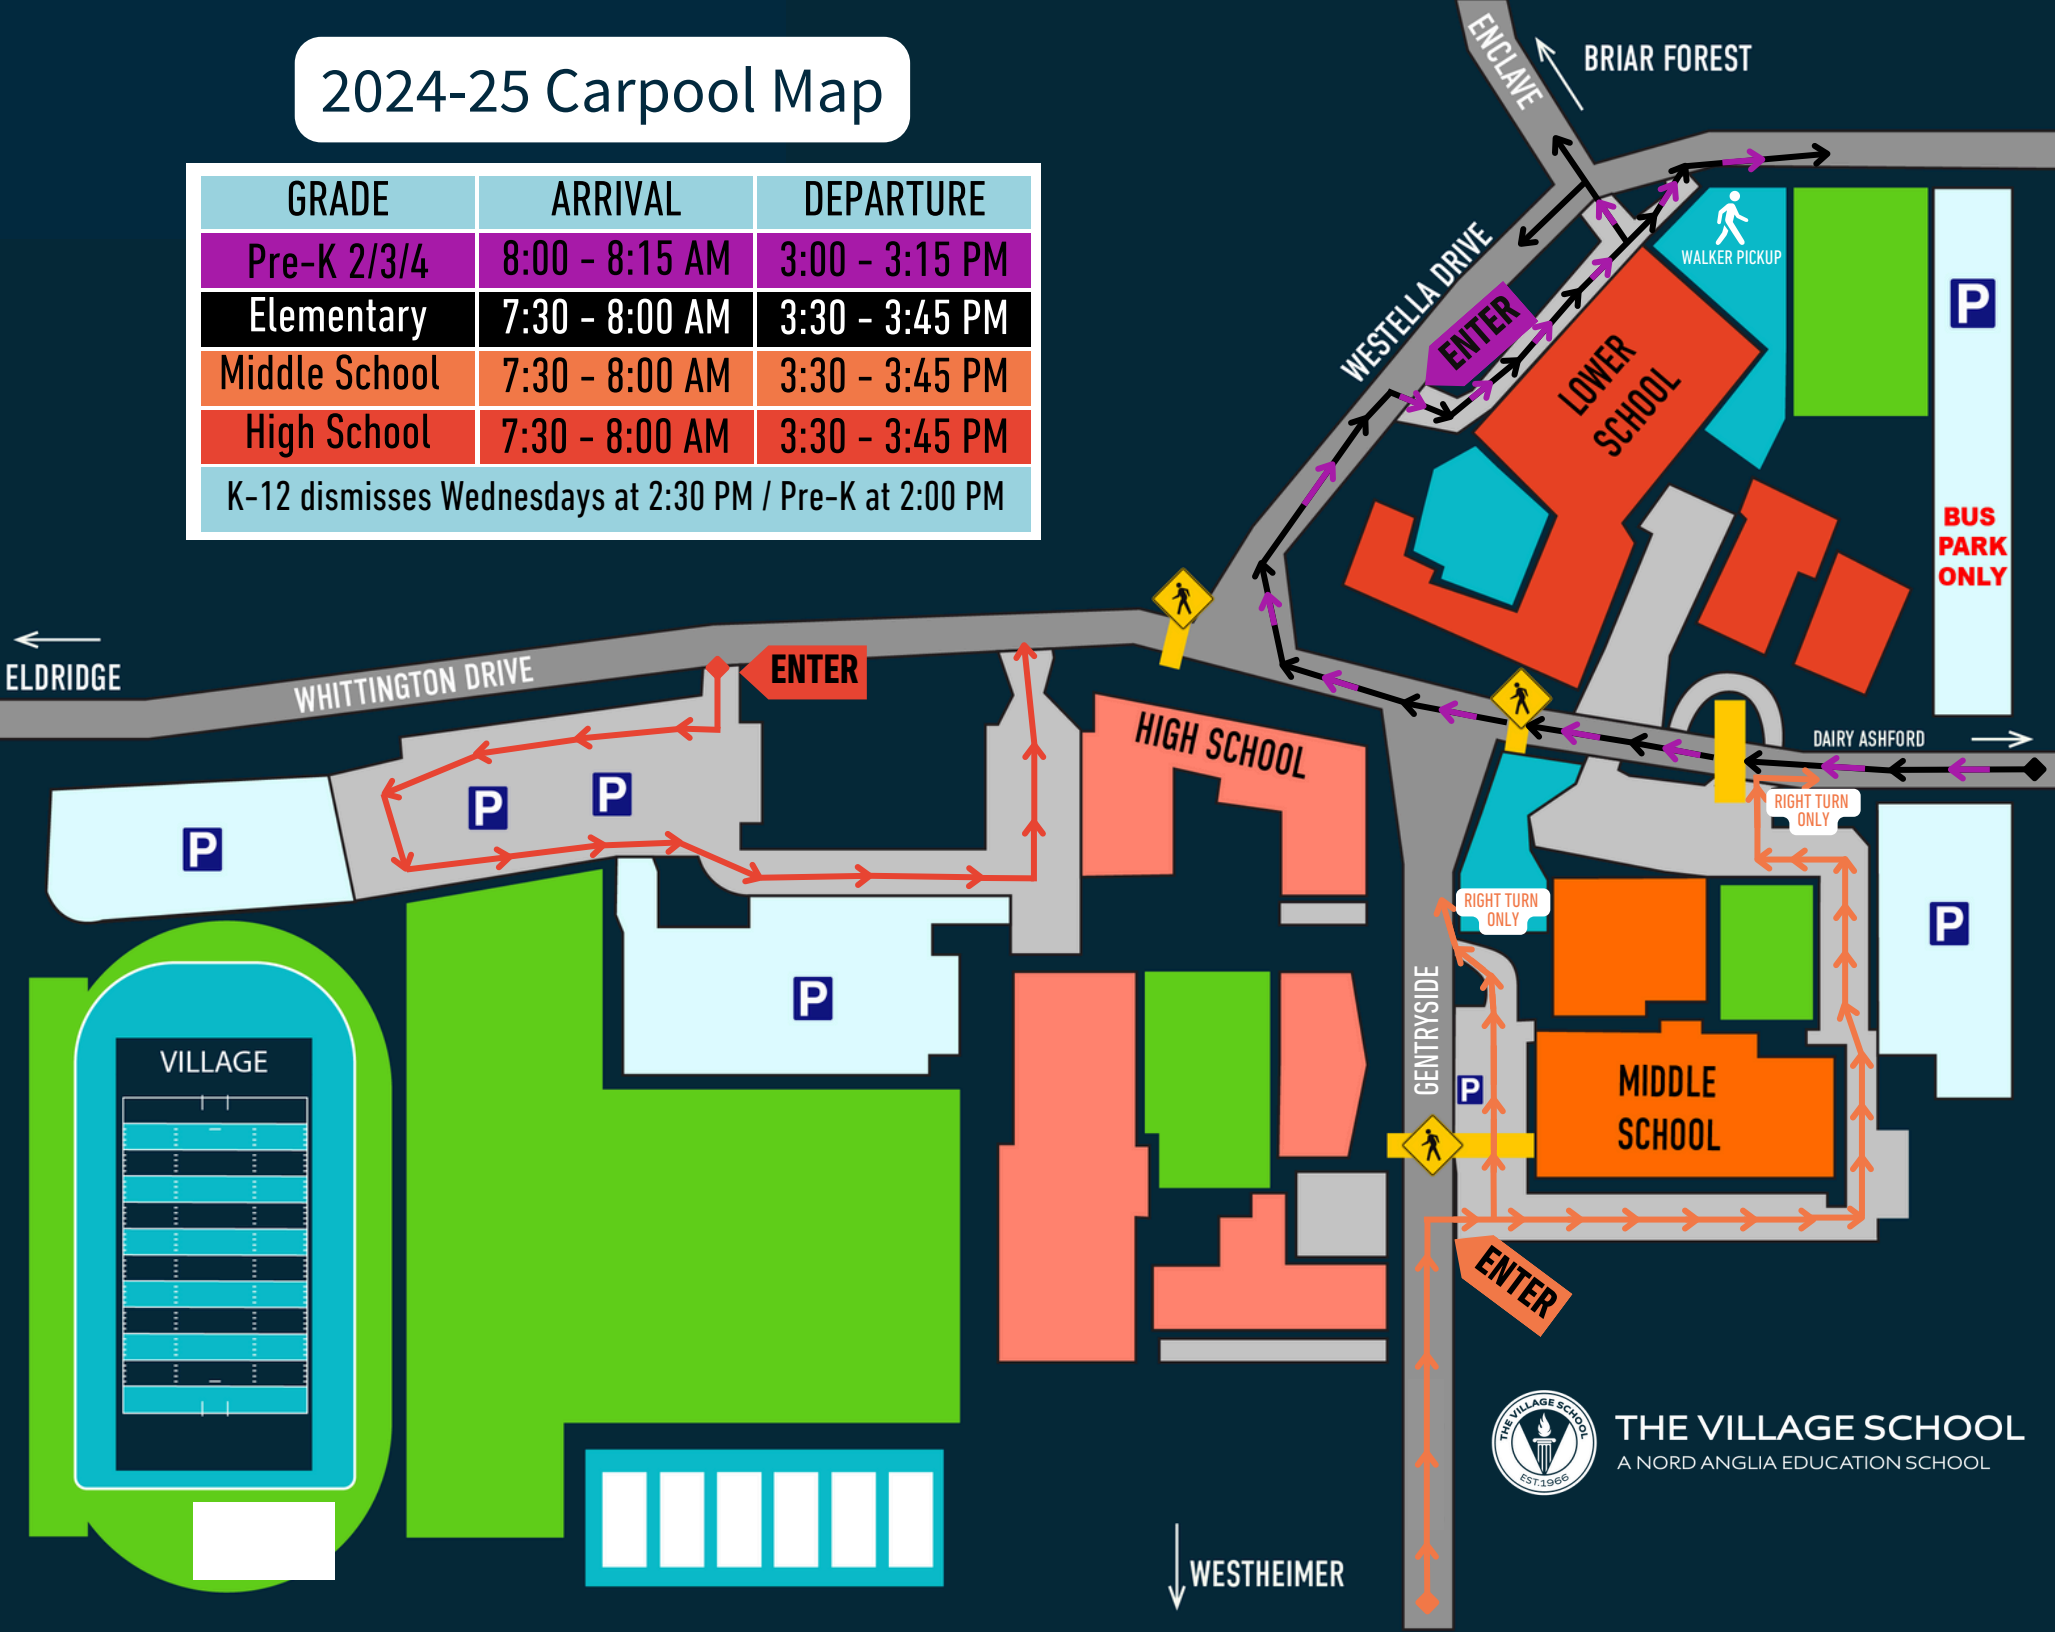 2024-25 Carpool Map
GRADE ARRIVAL DEPARTURE
Pre-K 2/3/4 8:00 - 8:15 AM 3:00 - 3:15 PM
Elementary 7:30 - 8:00 AM 3:30 - 3:45 PM
Middle School 7:30 - 8:00 AM 3:30 - 3:45 PM
High School 7:30 - 8:00 AM 3:30 - 3:45 PM
K-12 dismisses Wednesdays at 2:30 PM / Pre-K at 2:00 PM
ENCLAVE
BRIAR FOREST
WALKER PICKUP
WESTELLA DRIVE
ENTER
LOWER
SCHOOL
P
BUS
PARK
ONLY
ELDRIDGE
WHITTINGTON DRIVE
ENTER
HIGH SCHOOL
DAIRY ASHFORD
RIGHT TURN
ONLY
P
P
P
P
P
RIGHT TURN
ONLY
GENTRYSIDE
P
MIDDLE
SCHOOL
ENTER
VILLAGE
THE VILLAGE SCHOOL
EST.1966
THE VILLAGE SCHOOL
A NORD ANGLIA EDUCATION SCHOOL
WESTHEIMER